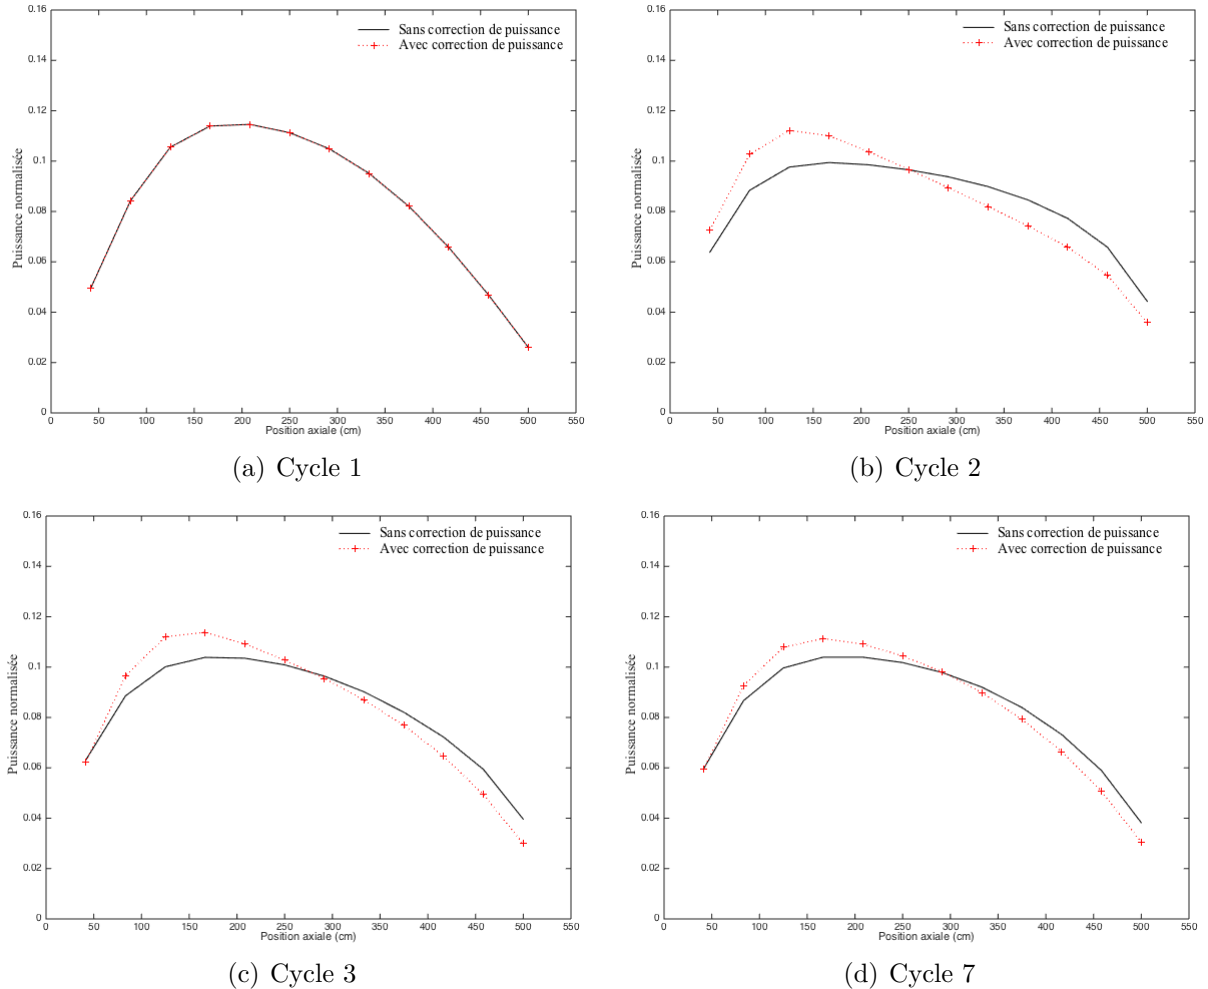 0.16
0.14
0.12
0.1
0.08
0.06
0.04
0.02
0
Puissance normalisée
Sans correction de puissance
Avec correction de puissance
50 100 150 200 250 300 350 400 450 500 550
Position axiale (cm)
(a) Cycle 1
0.16
0.14
0.12
0.1
0.08
0.06
0.04
0.02
0
Puissance normalisée
Sans correction de puissance
Avec correction de puissance
50 100 150 200 250 300 350 400 450 500 550
Position axiale (cm)
(b) Cycle 2
0.16
0.14
0.12
0.1
0.08
0.06
0.04
0.02
0
Puissance normalisée
Sans correction de puissance
Avec correction de puissance
0 50 100 150 200 250 300 350 400 450 500 550
Position axiale (cm)
(c) Cycle 3
0.16
0.14
0.12
0.1
0.08
0.06
0.04
0.02
0
Puissance normalisée
Sans correction de puissance
Avec correction de puissance
0 50 100 150 200 250 300 350 400 450 500 550
Position axiale (cm)
(d) Cycle 7